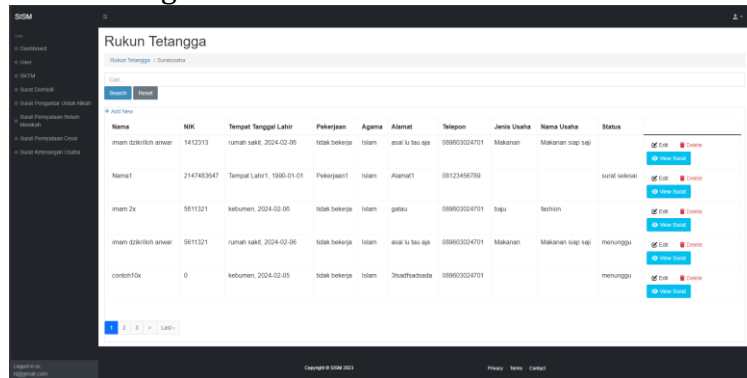 SISM
Dashboard
User
SKTM
Surat Domisili
Surat Pengantar Untuk Nikah
Surat Pernyataan Belum
Menikah
Surat Pernyataan Cerai
Surat Keterangan Usaha
Rukun Tetangga
Rukun Tetangga / Suratusaha
Cari...
Search Reset
+ Add New
Nama NIK Tempat Tanggal Lahir Pekerjaan Agama Alamat Telepon Jenis Usaha Nama Usaha Status
imam dzikrilloh anwar 1412313 rumah sakit, 2024-02-06 tidak bekerja Islam asal lu tau aja 089603024701 Makanan Makanan siap saji Edit Delete
View Surat
Nama1 2147483647 Tempat Lahir1, 1990-01-01 Pekerjaan1 Islam Alamat1 08123456789 surat selesai Edit Delete
View Surat
imam 2x 5611321 kebumen, 2024-02-06 tidak bekerja Islam gatau 089603024701 baju fashion Edit Delete
View Surat
imam dzikrilloh anwar 5611321 rumah sakit, 2024-02-06 tidak bekerja Islam asal lu tau aja 089603024701 Makanan Makanan siap saji menunggu Edit Delete
View Surat
contoh10x 0 kebumen, 2024-02-05 tidak bekerja Islam 3tsadfsadsada 089603024701 menunggu Edit Delete
View Surat
1 2 3 » Last›
Logged in as:
rt@gmail.com
Copyright © SISM 2023
Privacy · Terms · Contact